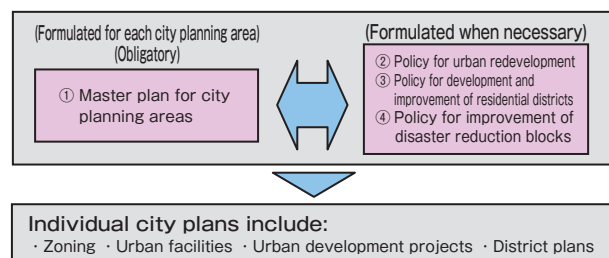 (Formulated for each city planning area)
(Obligatory)
① Master plan for city
planning areas
(Formulated when necessary)
② Policy for urban redevelopment
③ Policy for development and
improvement of residential districts
④ Policy for improvement of
disaster reduction blocks
Individual city plans include:
· Zoning · Urban facilities · Urban development projects · District plans